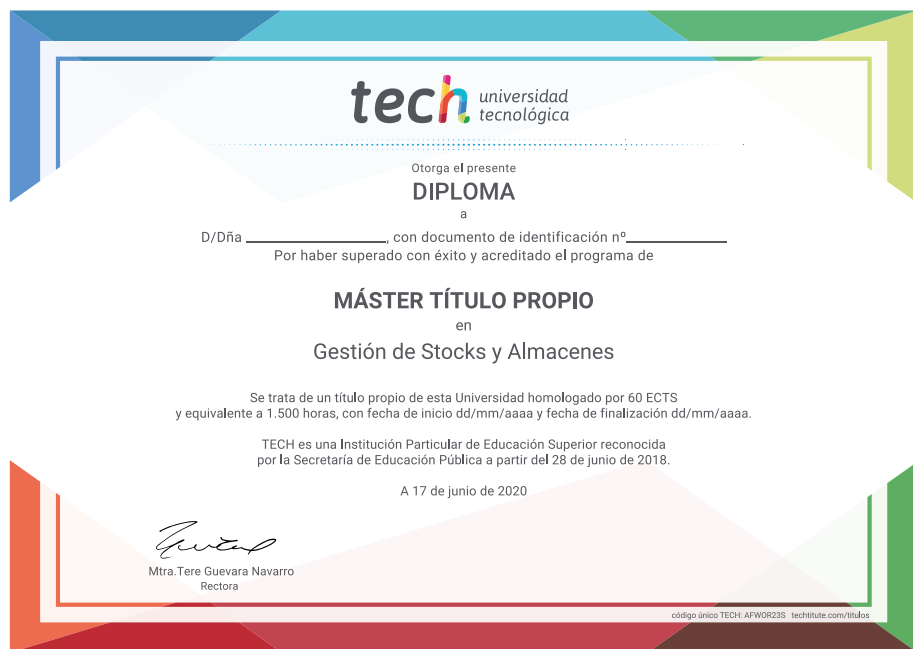 tech universidad
tecnológica
Otorga el presente
DIPLOMA
a
D/Dña ____________, con documento de identificación nº____________
Por haber superado con éxito y acreditado el programa de
MÁSTER TÍTULO PROPIO
en
Gestión de Stocks y Almacenes
Se trata de un título propio de esta Universidad homologado por 60 ECTS
y equivalente a 1.500 horas, con fecha de inicio dd/mm/aaaa y fecha de finalización dd/mm/aaaa.
TECH es una Institución Particular de Educación Superior reconocida
por la Secretaría de Educación Pública a partir del 28 de junio de 2018.
A 17 de junio de 2020
Mtra.Tere Guevara Navarro
Rectora
código único TECH: AFWOR23S techtitute.com/titulos